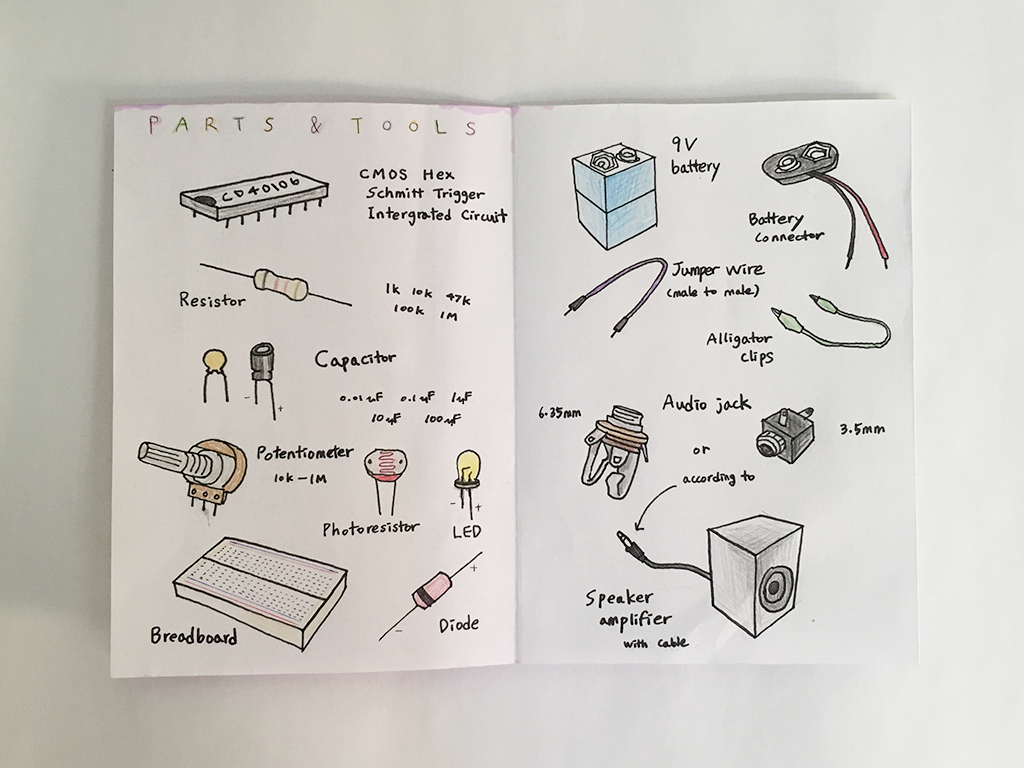 PARTS & TOOLS
CD40106
CMOS Hex
Schmitt Trigger
Intergrated Circuit
Resistor
1k 10k 47k
100k 1M
Capacitor
- +
0.01uF 0.1uF 1uF
10uF 100uF
Potentiometer
10k-1M
Photoresistor
- +
LED
Breadboard
+
-
Diode
9V
battery
Battery
Connector
Jumper wire
(male to male)
Alligator
clips
6.35mm
Audio jack
3.5mm
or
according to
Speaker
amplifier
with cable